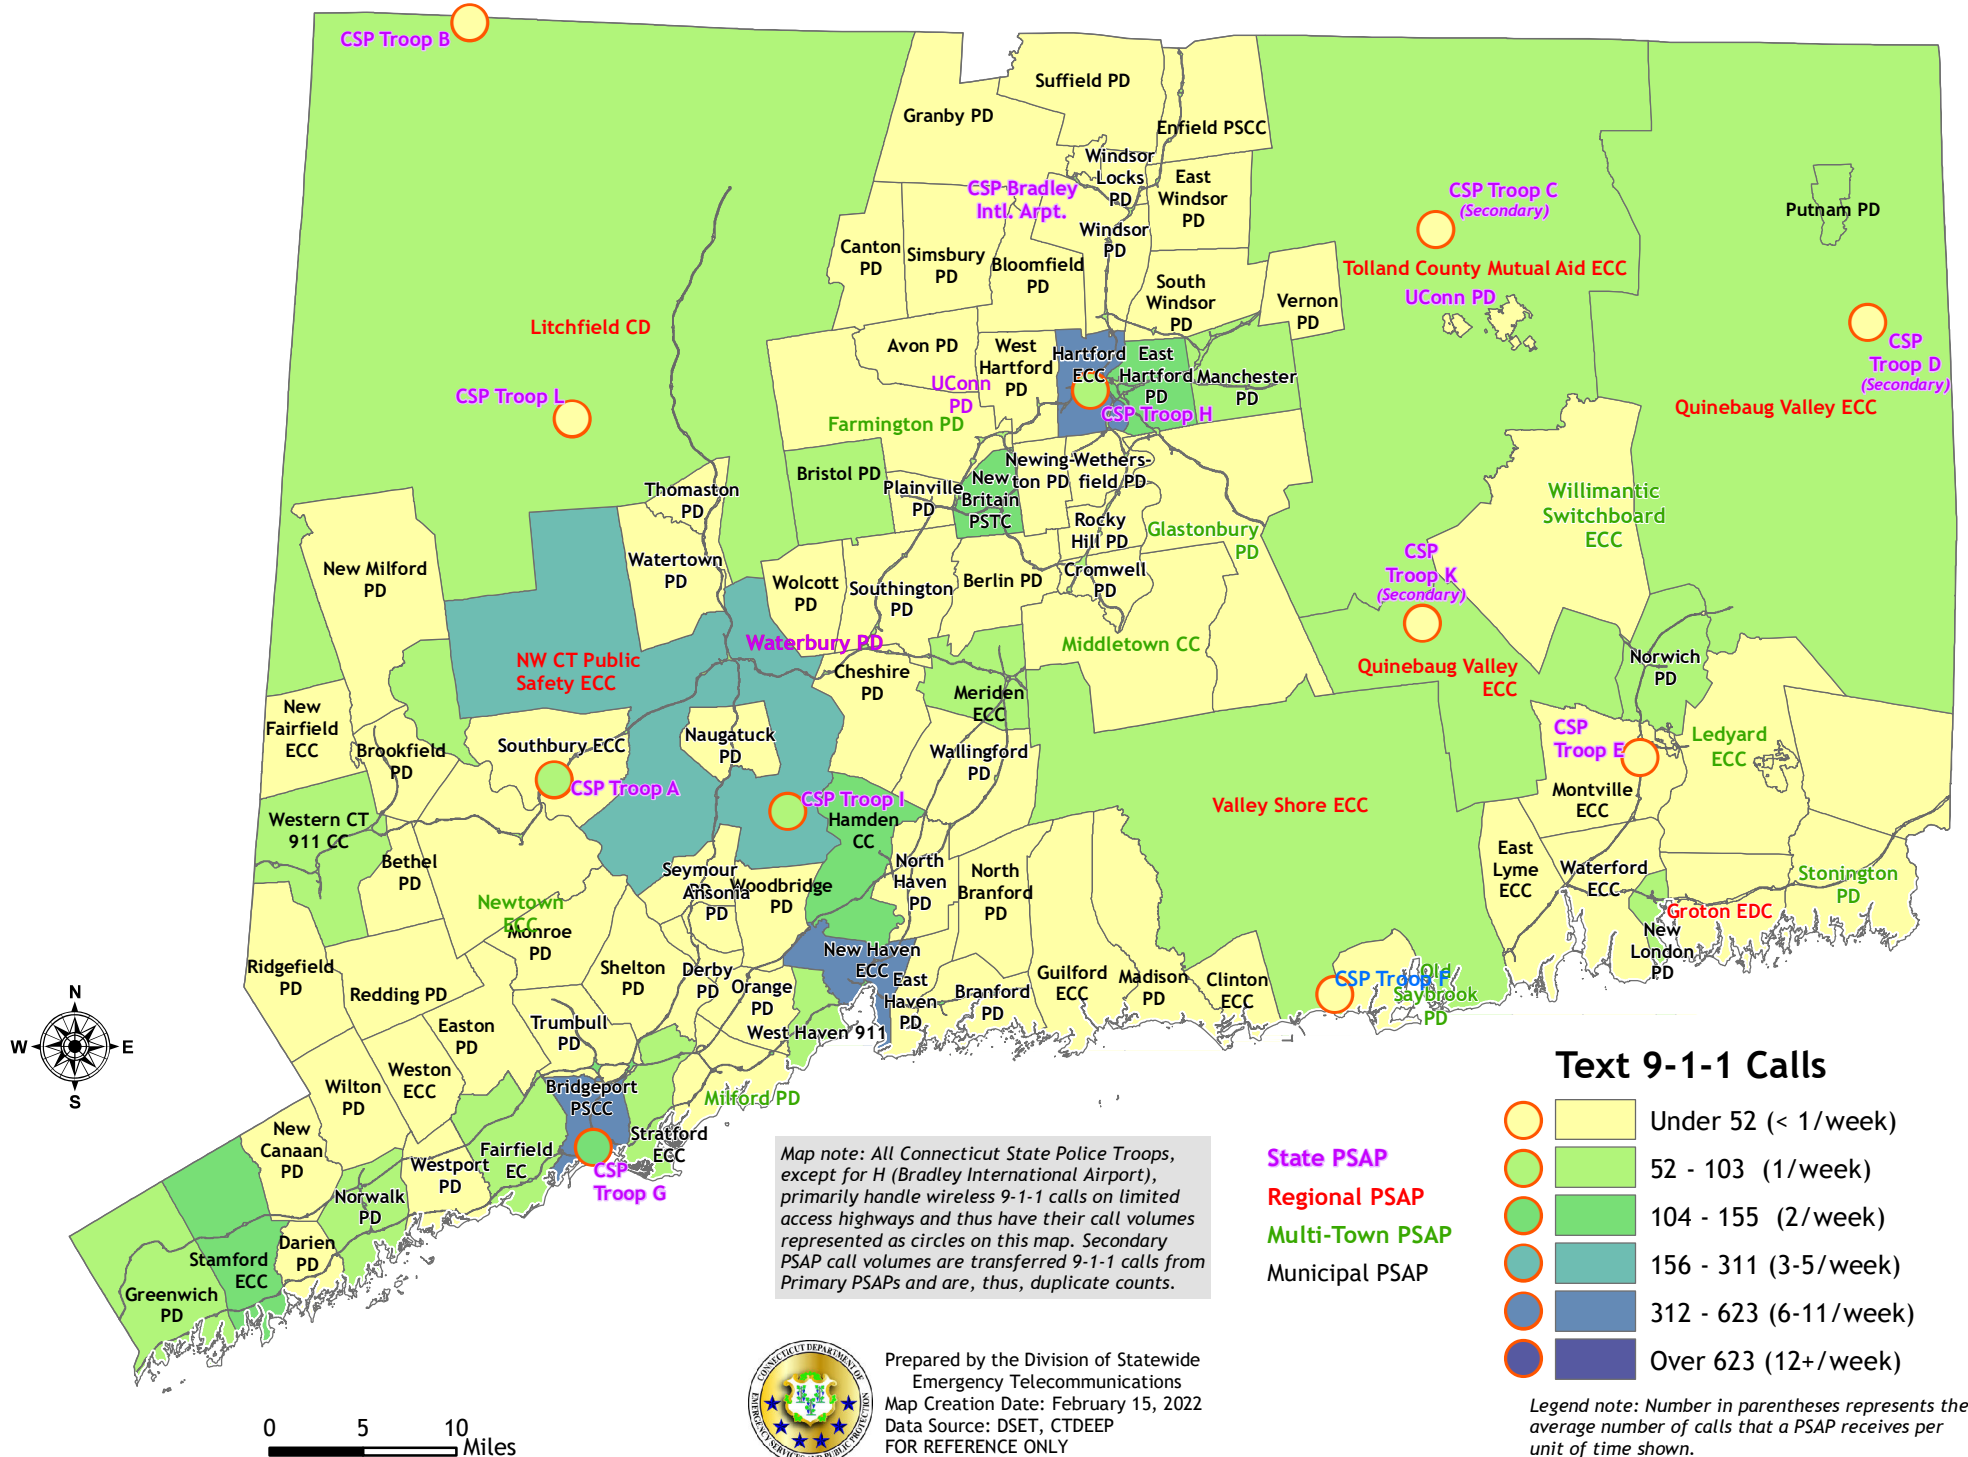 CSP Troop B
Suffield PD
Granby PD
Enfield PSCC
Windsor
Locks
PD
East
Windsor
PD
CSP Bradley
Intl. Arpt.
Windsor
PD
CSP Troop C
(Secondary)
Putnam PD
Canton
PD
Simsbury
PD
Bloomfield
PD
South
Windsor
PD
Vernon
PD
Tolland County Mutual Aid ECC
UConn PD
Litchfield CD
CSP
Troop D
(Secondary)
Avon PD
West
Hartford
PD
Hartford
ECC
East
Hartford
PD
Manchester
PD
UConn
PD
CSP Troop L
CSP Troop H
Quinebaug Valley ECC
Farmington PD
Bristol PD
Plainville
PD
New
Britain
PSTC
Newing-
ton PD
Wethers-
field PD
Thomaston
PD
Rocky
Hill PD
Glastonbury
PD
Willimantic
Switchboard
ECC
New Milford
PD
Watertown
PD
Wolcott
PD
Southington
PD
Berlin PD
Cromwell
PD
CSP
Troop K
(Secondary)
Waterbury PD
Middletown CC
NW CT Public
Safety ECC
Cheshire
PD
Meriden
ECC
Quinebaug Valley
ECC
Norwich
PD
New
Fairfield
ECC
Brookfield
PD
Southbury ECC
Naugatuck
PD
Wallingford
PD
CSP
Troop E
Ledyard
ECC
CSP Troop A
CSP Troop I
Hamden
CC
Valley Shore ECC
Montville
ECC
Western CT
911 CC
Bethel
PD
Seymour
PD
Ansonia
PD
Woodbridge
PD
North
Haven
PD
North
Branford
PD
East
Lyme
ECC
Waterford
ECC
Stonington
PD
Newtown
ECC
Monroe
PD
Groton EDC
New
London
PD
Ridgefield
PD
Redding PD
Shelton
PD
Derby
PD
Orange
PD
New Haven
ECC
East
Haven
PD
Branford
PD
Guilford
ECC
Madison
PD
Clinton
ECC
CSP Troop F
Old
Saybrook
PD
Easton
PD
Trumbull
PD
West Haven 911
Weston
ECC
Wilton
PD
Bridgeport
PSCC
Milford PD
New
Canaan
PD
Westport
PD
Fairfield
EC
Stratford
ECC
CSP
Troop G
Norwalk
PD
Darien
PD
Stamford
ECC
Greenwich
PD
N
W
E
S
Map note: All Connecticut State Police Troops,
except for H (Bradley International Airport),
primarily handle wireless 9-1-1 calls on limited
access highways and thus have their call volumes
represented as circles on this map. Secondary
PSAP call volumes are transferred 9-1-1 calls from
Primary PSAPs and are, thus, duplicate counts.
State PSAP
Regional PSAP
Multi-Town PSAP
Municipal PSAP
Text 9-1-1 Calls
Under 52 (< 1/week)
52 - 103 (1/week)
104 - 155 (2/week)
156 - 311 (3-5/week)
312 - 623 (6-11/week)
Over 623 (12+/week)
Legend note: Number in parentheses represents the
average number of calls that a PSAP receives per
unit of time shown.
CONNECTICUT DEPARTMENT OF
EMERGENCY SERVICES AND PUBLIC PROTECTION
Prepared by the Division of Statewide
Emergency Telecommunications
Map Creation Date: February 15, 2022
Data Source: DSET, CTDEEP
FOR REFERENCE ONLY
0 5 10
Miles